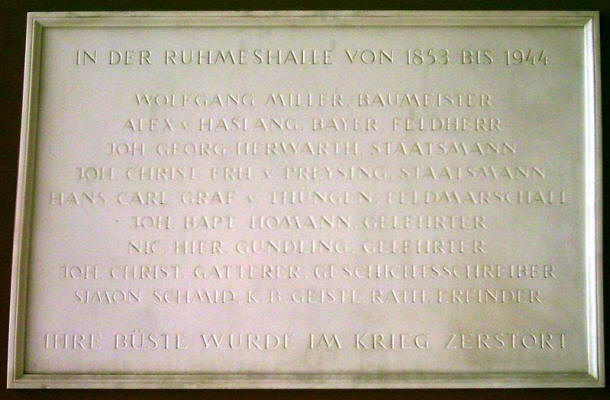 IN DER RUHMESHALLE VON 1853 BIS 1944
WOLFGANG MILLER, BAUMEISTER
ALEX v. HASLANG, BAYER FELDHERR
JOH. GEORG HERWARTH, STAATSMANN
JOH. CHRIST. ERH. v. PREYSING, STAATSMANN
HANS CARL GRAF v. THÜNGEN, FELDMARSCHALL
JOH. BAPT. HOMANN, GELEHRTER
NIC. HIER. GUNDLING, GELEHRTER
JOH. CHRIST. GATTERER, GESCHICHTSSCHREIBER
SIMON SCHMID, K. B. GEISTL. RATH, ERFINDER
IHRE BÜSTE WURDE IM KRIEG ZERSTÖRT